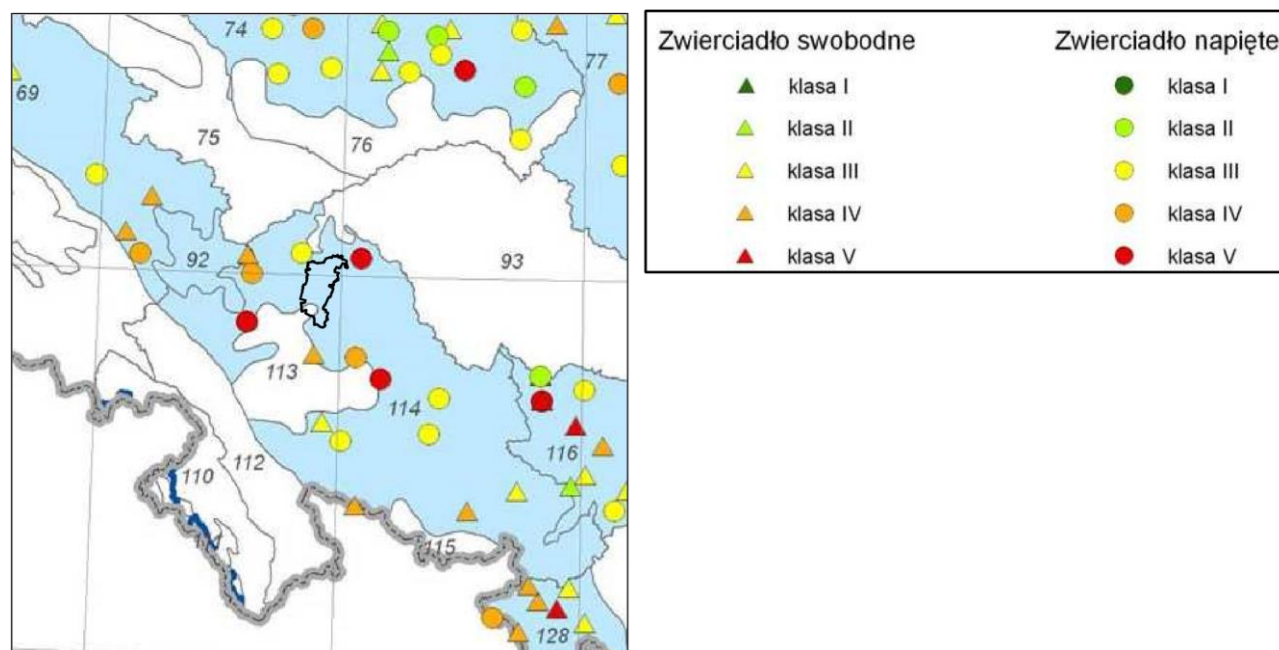 74
77
69
75
76
92
93
113
114
116
112
110
115
128
Zwierciadło swobodne
klasa I
klasa II
klasa III
klasa IV
klasa V
Zwierciadło napięte
klasa I
klasa II
klasa III
klasa IV
klasa V